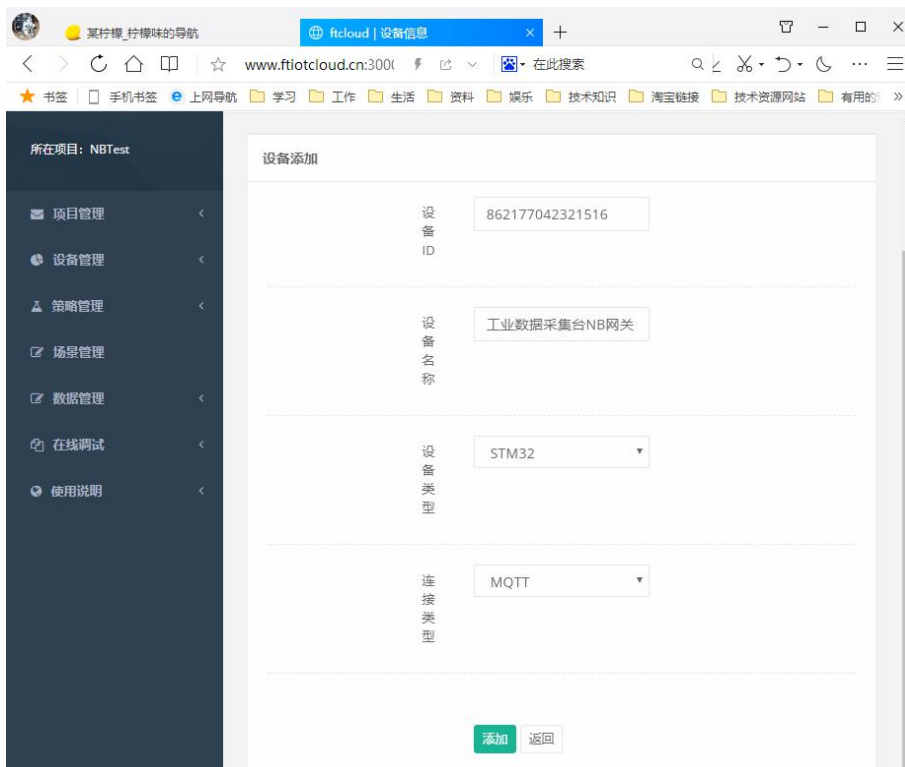 某柠檬_柠檬味的导航
ftcloud | 设备信息
www.ftiotcloud.cn:300(
在此搜索
书签 手机书签 上网导航 学习 工作 生活 资料 娱乐 技术知识 淘宝链接 技术资源网站 有用的
所在项目: NBTest
项目管理
设备管理
策略管理
场景管理
数据管理
在线调试
使用说明
设备添加
设备ID
862177042321516
设备名称
工业数据采集台NB网关
设备类型
STM32
连接类型
MQTT
添加 返回